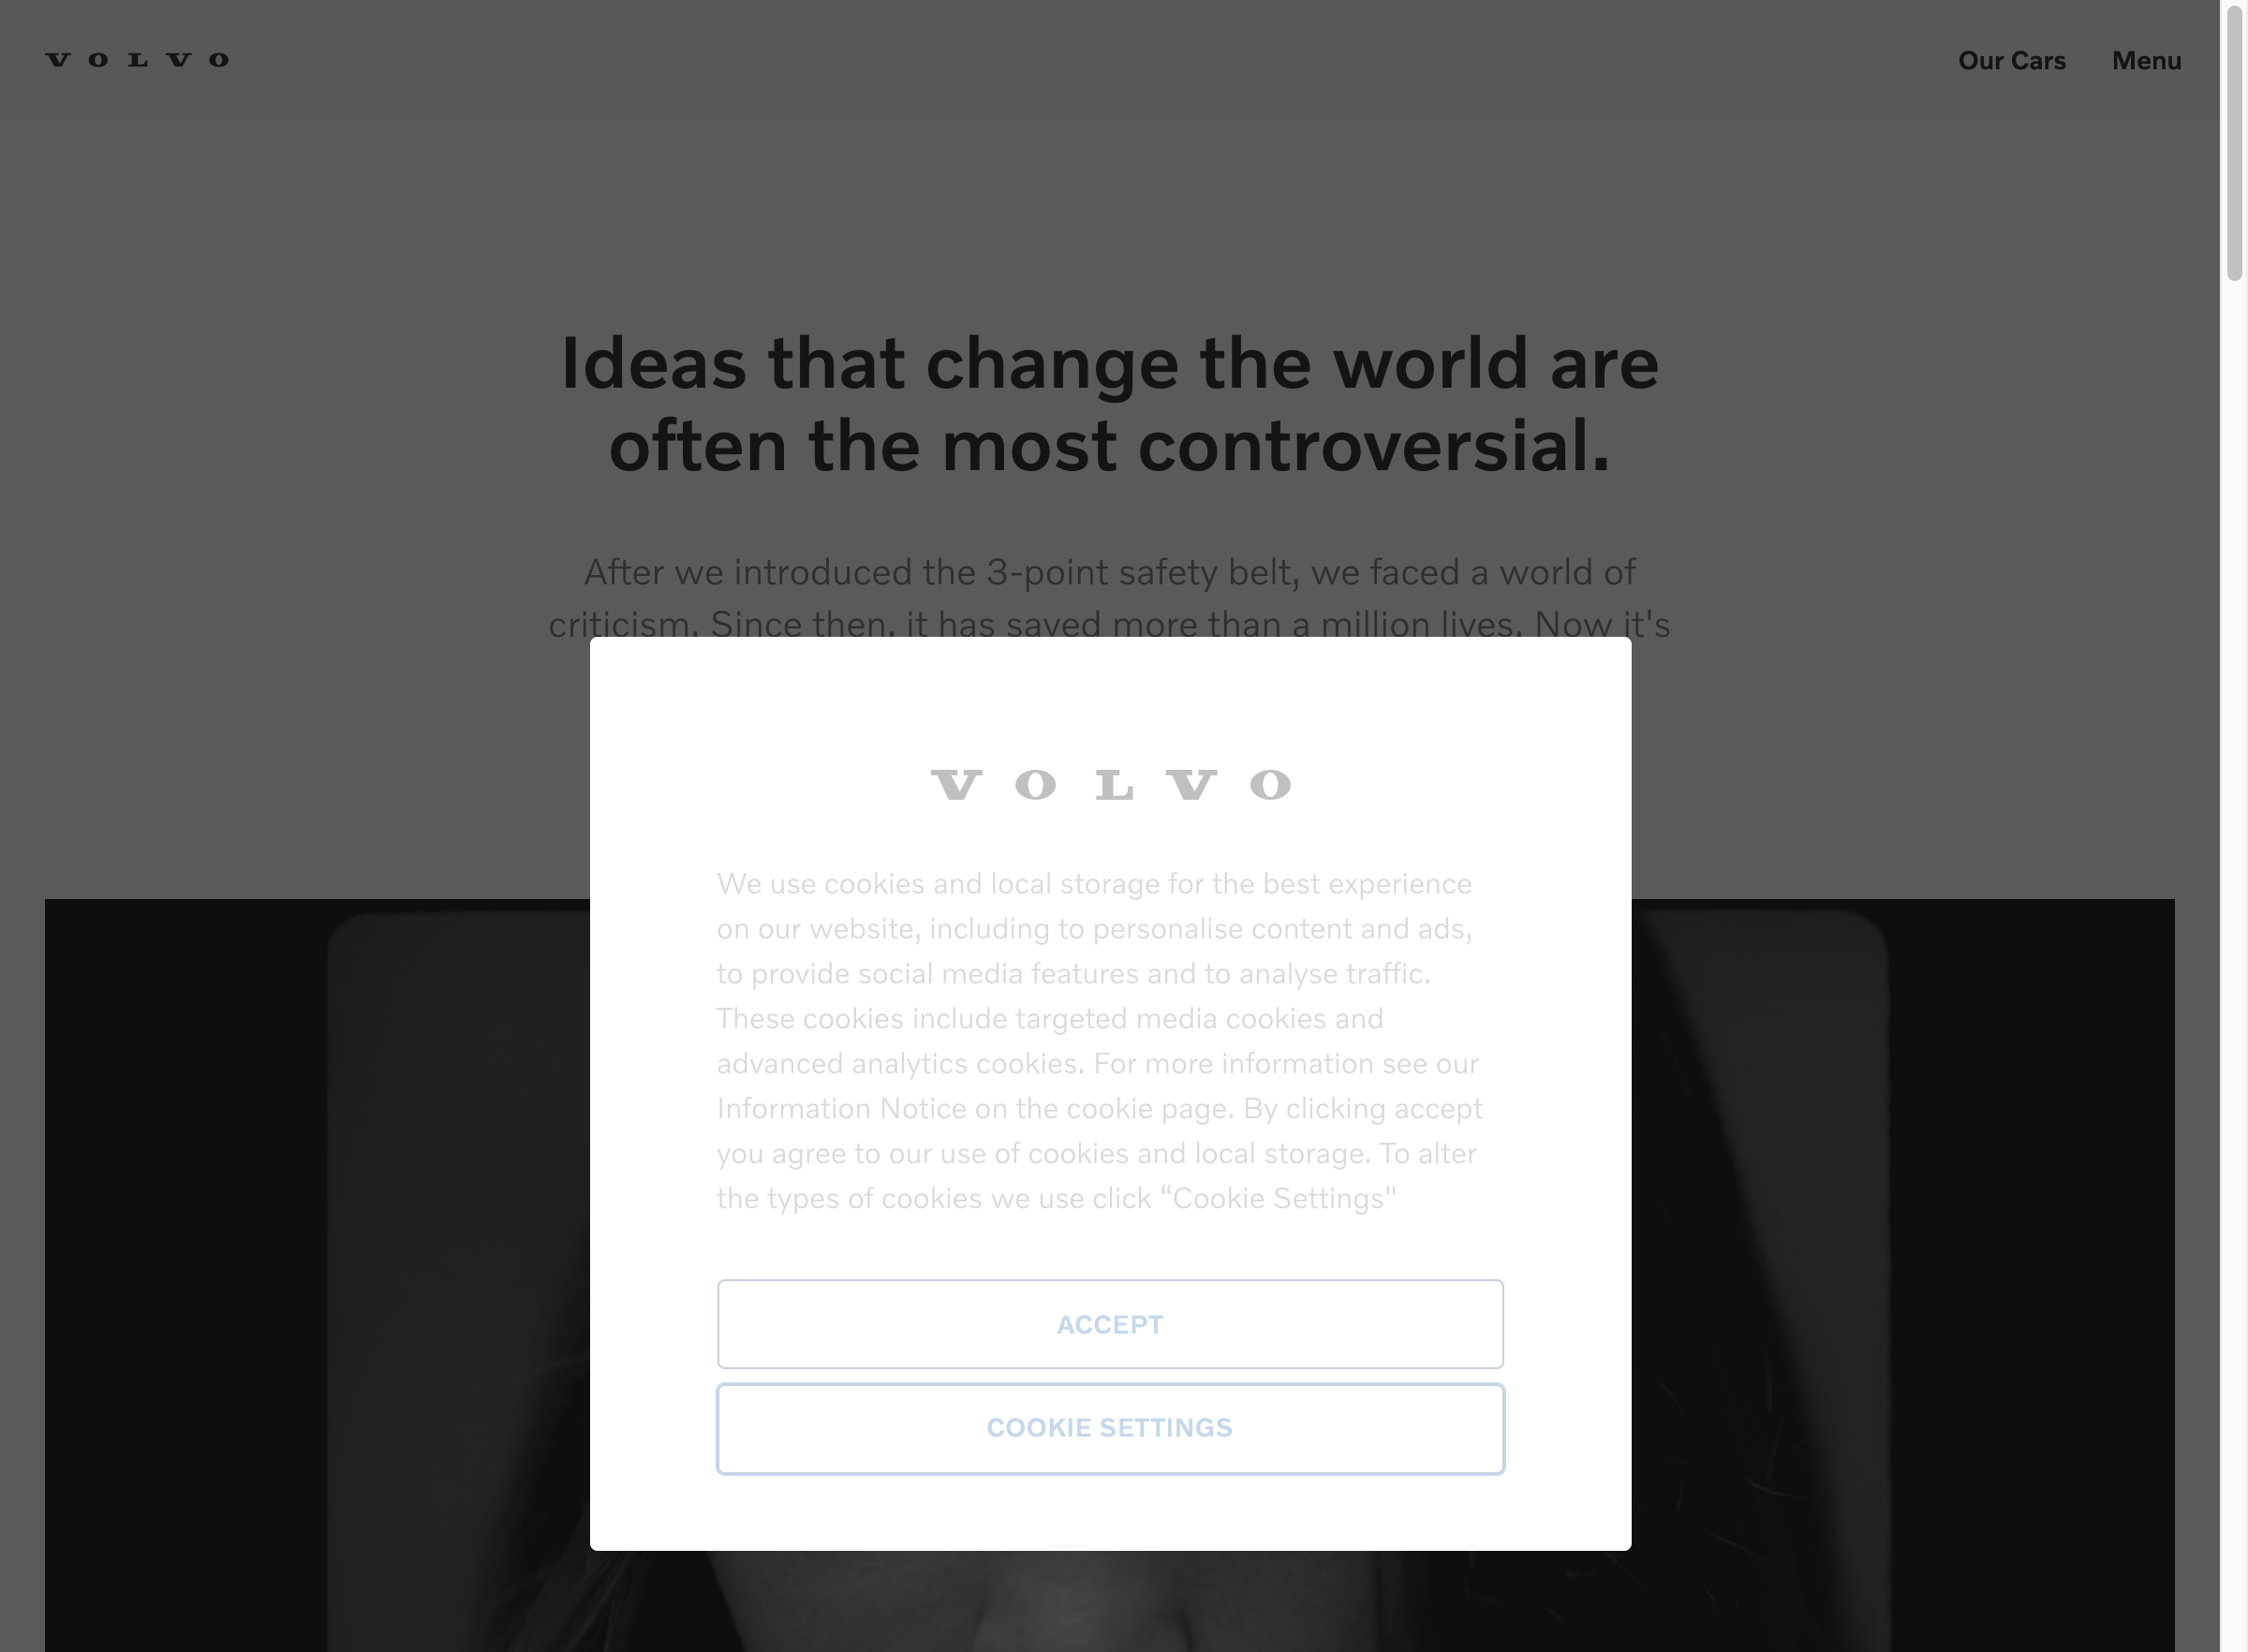 VOLVO
Our Cars
Menu
Ideas that change the world are
often the most controversial.
After we introduced the 3-point safety belt, we faced a world of
criticism. Since then, it has saved more than a million lives. Now it's
VOLVO
We use cookies and local storage for the best experience
on our website, including to personalise content and ads,
to provide social media features and to analyse traffic.
These cookies include targeted media cookies and
advanced analytics cookies. For more information see our
Information Notice on the cookie page. By clicking accept
you agree to our use of cookies and local storage. To alter
the types of cookies we use click “Cookie Settings"
ACCEPT
COOKIE SETTINGS